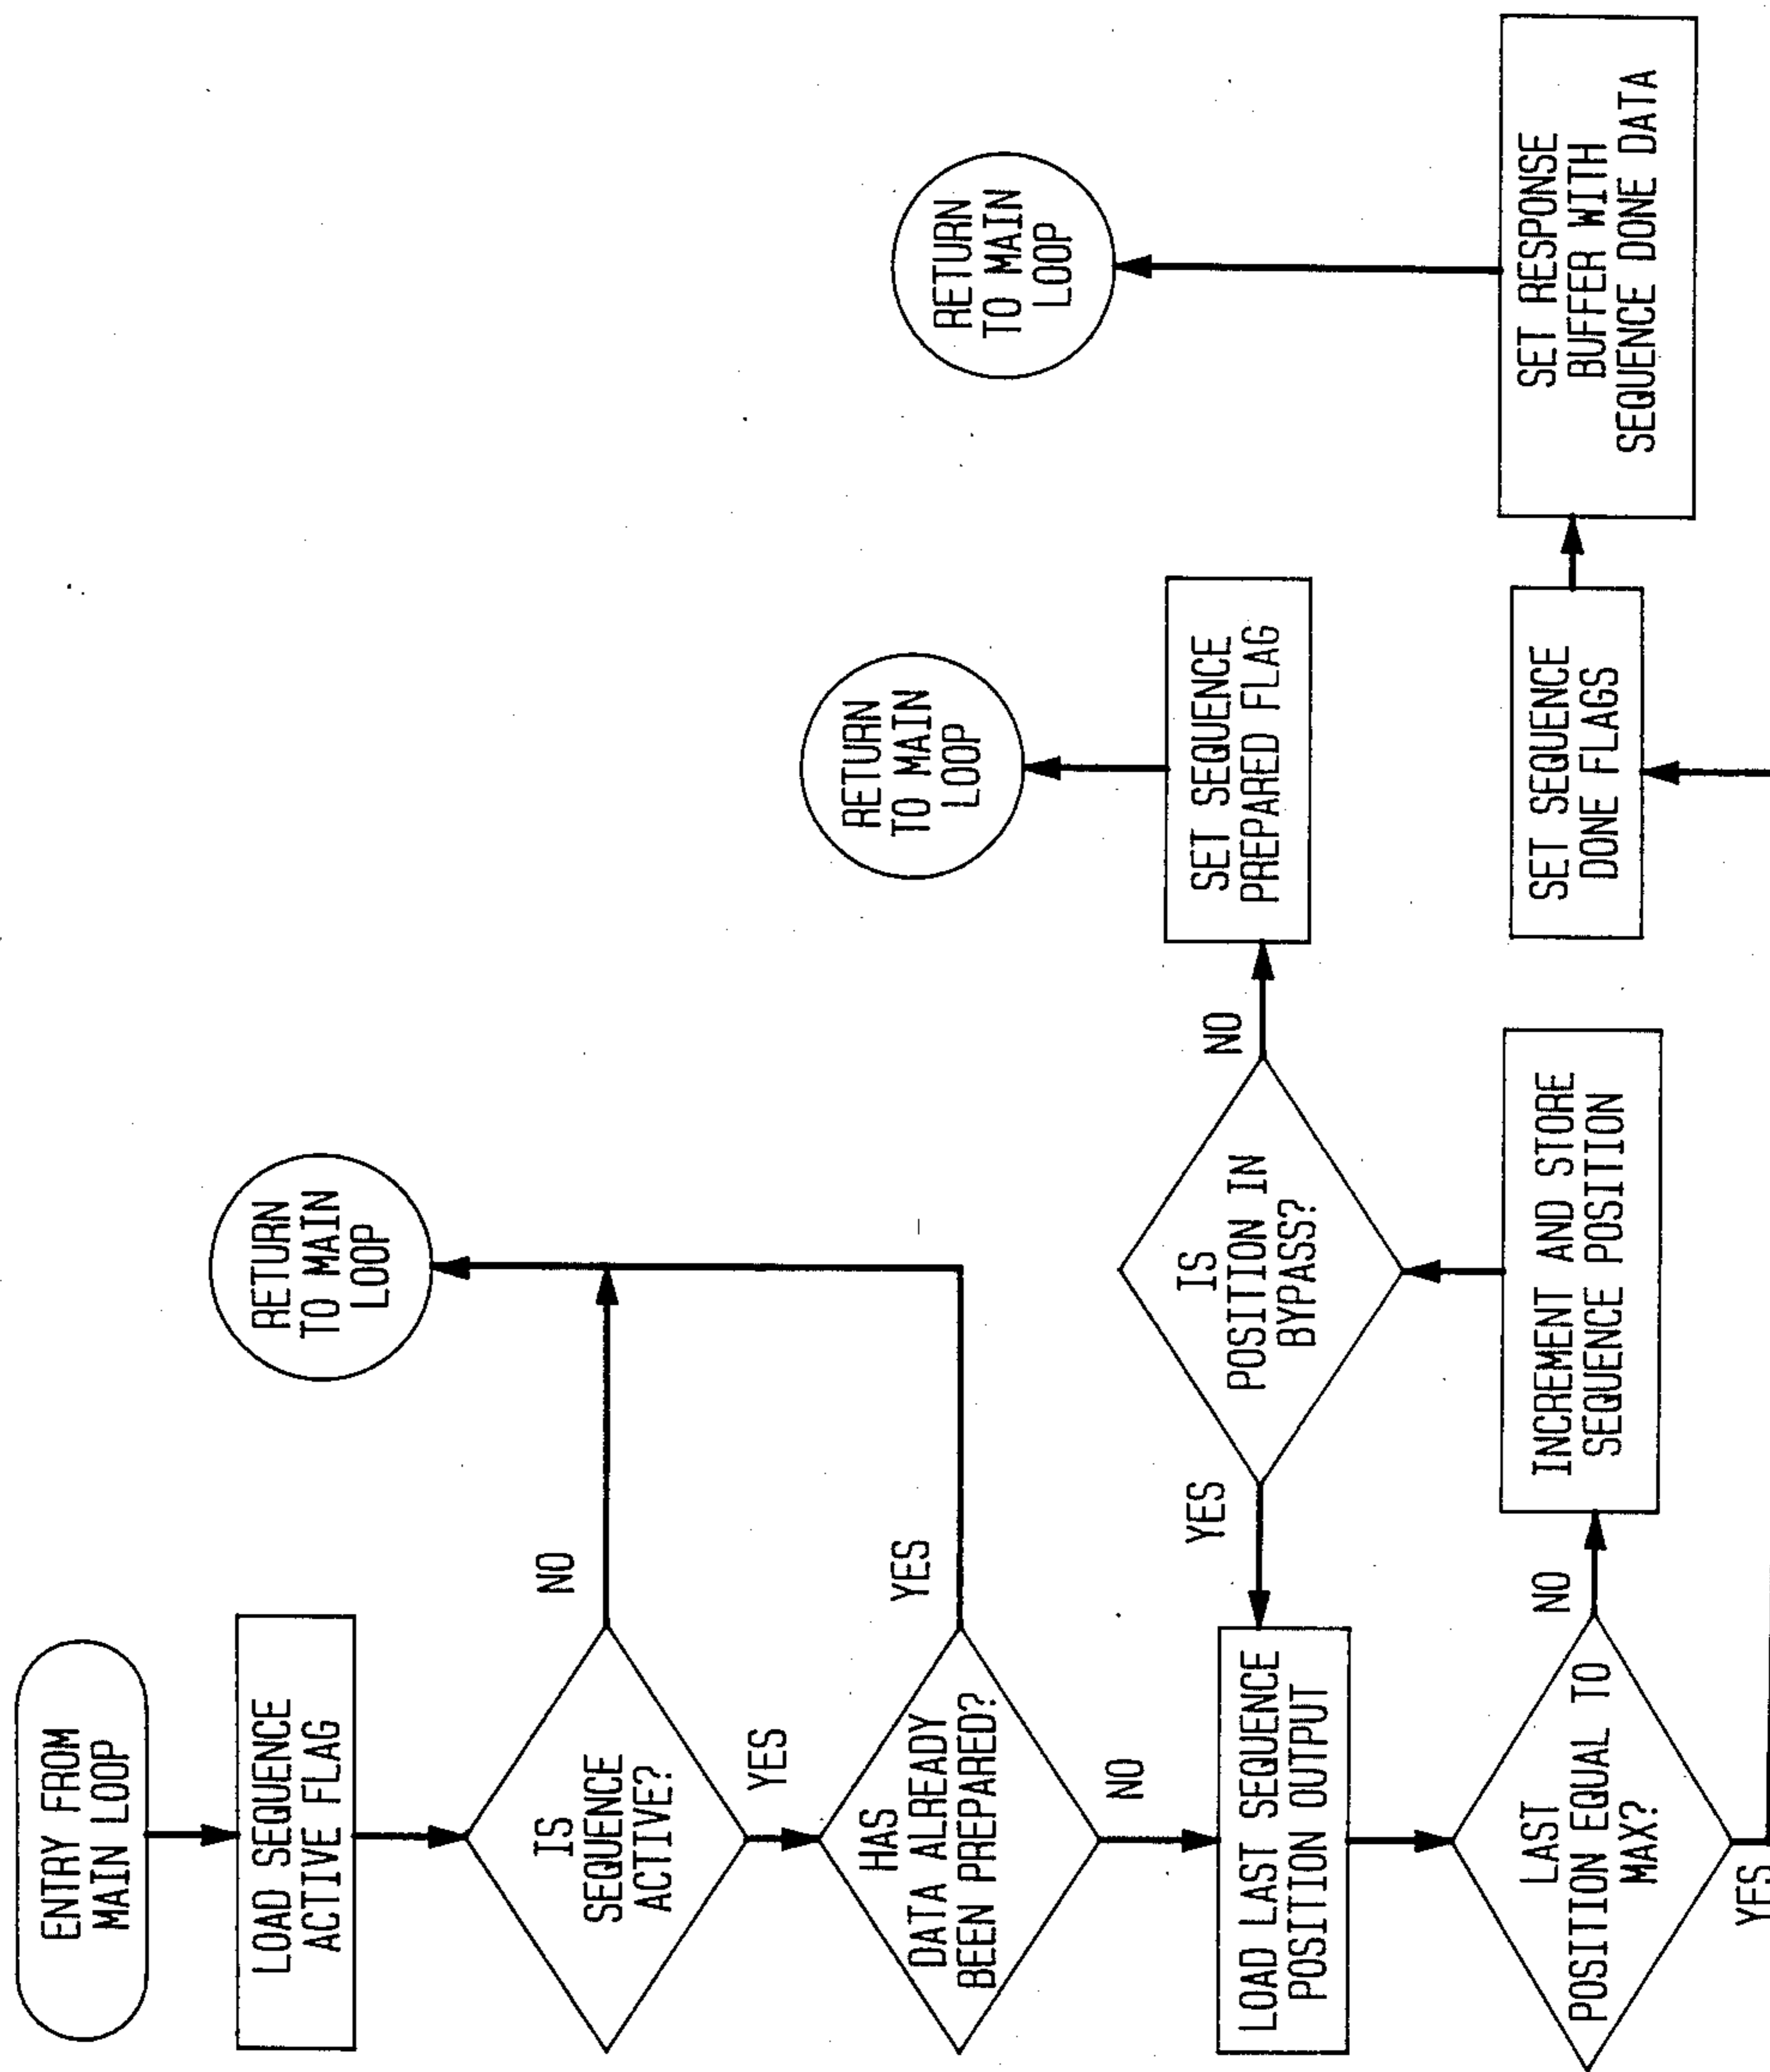 ENTRY FROM
MAIN LOOP
LOAD SEQUENCE
ACTIVE FLAG
IS
SEQUENCE
ACTIVE?
NO
RETURN
TO MAIN
LOOP
YES
HAS
DATA ALREADY
BEEN PREPARED?
YES
NO
LOAD LAST SEQUENCE
POSITION OUTPUT
YES
IS
POSITION IN
BYPASS?
NO
SET SEQUENCE
PREPARED FLAG
RETURN
TO MAIN
LOOP
LAST
POSITION EQUAL TO
MAX?
NO
INCREMENT AND STORE
SEQUENCE POSITION
YES
SET SEQUENCE
DONE FLAGS
SET RESPONSE
BUFFER WITH
SEQUENCE DONE DATA
RETURN
TO MAIN
LOOP